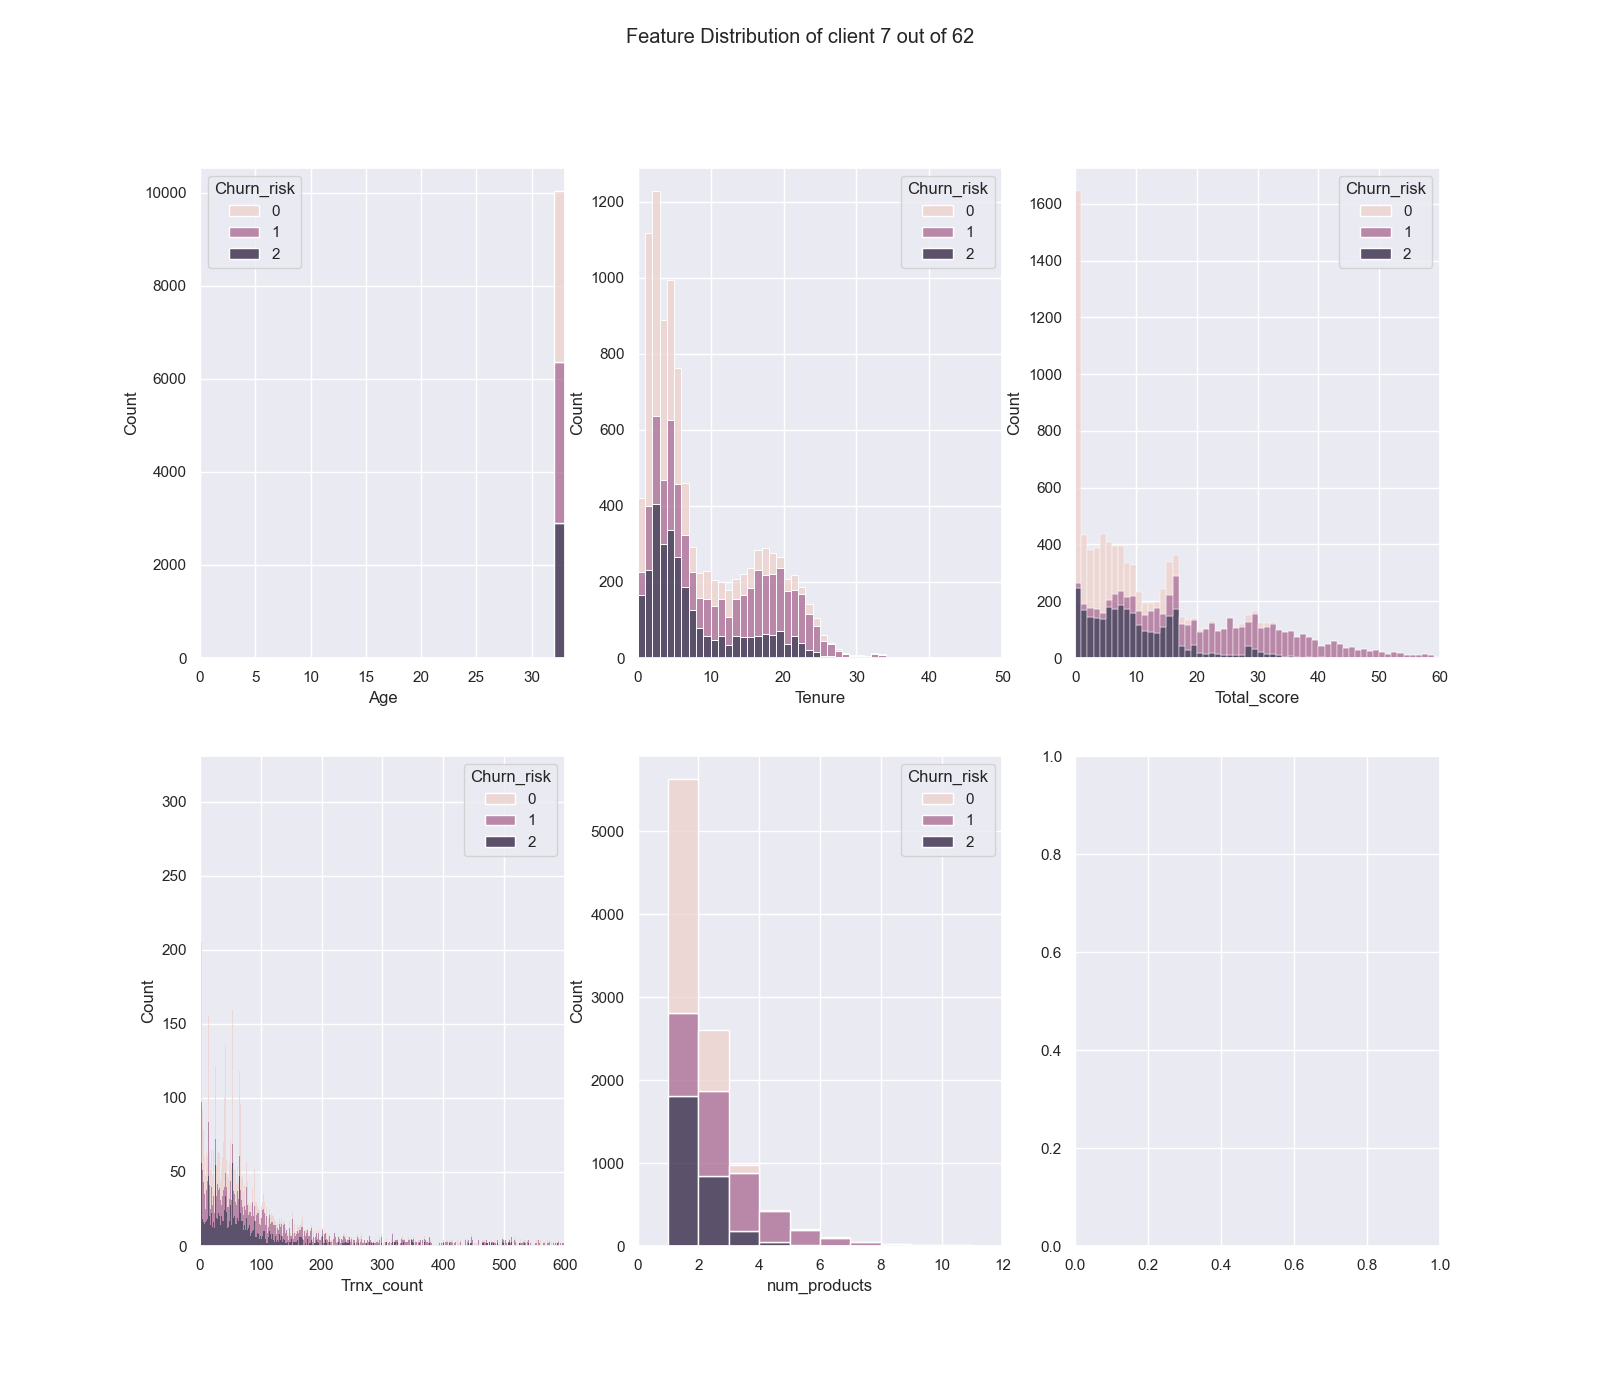 Feature Distribution of client 7 out of 62
Count
10000
8000
6000
4000
2000
0
Churn_risk
0
1
2
0 5 10 15 20 25 30
Age
Count
1200
1000
800
600
400
200
0
Churn_risk
0
1
2
0 10 20 30 40 50
Tenure
Count
1600
1400
1200
1000
800
600
400
200
0
Churn_risk
0
1
2
0 10 20 30 40 50 60
Total_score
Count
300
250
200
150
100
50
0
Churn_risk
0
1
2
0 100 200 300 400 500 600
Trnx_count
Count
5000
4000
3000
2000
1000
0
Churn_risk
0
1
2
0 2 4 6 8 10 12
num_products
1.0
0.8
0.6
0.4
0.2
0.0
0.0 0.2 0.4 0.6 0.8 1.0